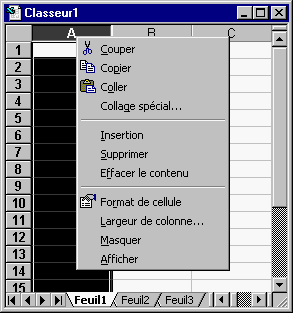 Classeur1
A B C
1
Couper
2
Copier
3
Coller
4
Collage spécial...
5
6
Insertion
7
Supprimer
8
Effacer le contenu
9
10
Format de cellule
11
Largeur de colonne...
12
Masquer
13
Afficher
14
15
Feuil1 Feuil2 Feuil3